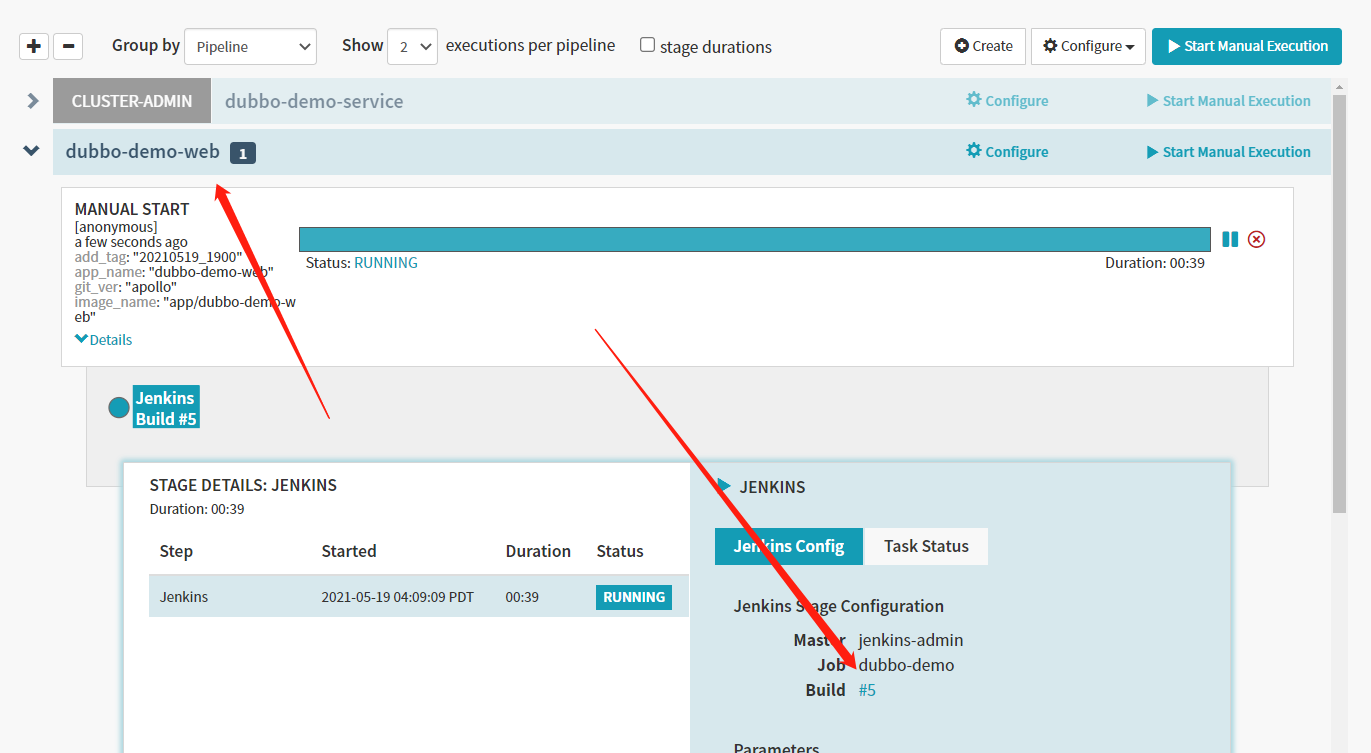 Group by Pipeline Show 2 executions per pipeline stage durations Create Configure Start Manual Execution
CLUSTER-ADMIN dubbo-demo-service Configure Start Manual Execution
dubbo-demo-web 1 Configure Start Manual Execution
MANUAL START
[anonymous]
a few seconds ago
add_tag: "20210519_1900"
app_name: "dubbo-demo-web"
git_ver: "apollo"
image_name: "app/dubbo-demo-w
eb"
Details
Status: RUNNING Duration: 00:39
Jenkins
Build #5
STAGE DETAILS: JENKINS
Duration: 00:39
Step Started Duration Status
Jenkins 2021-05-19 04:09:09 PDT 00:39 RUNNING
JENKINS
Jenkins Config Task Status
Jenkins Stage Configuration
Master jenkins-admin
Job dubbo-demo
Build #5
Parameters